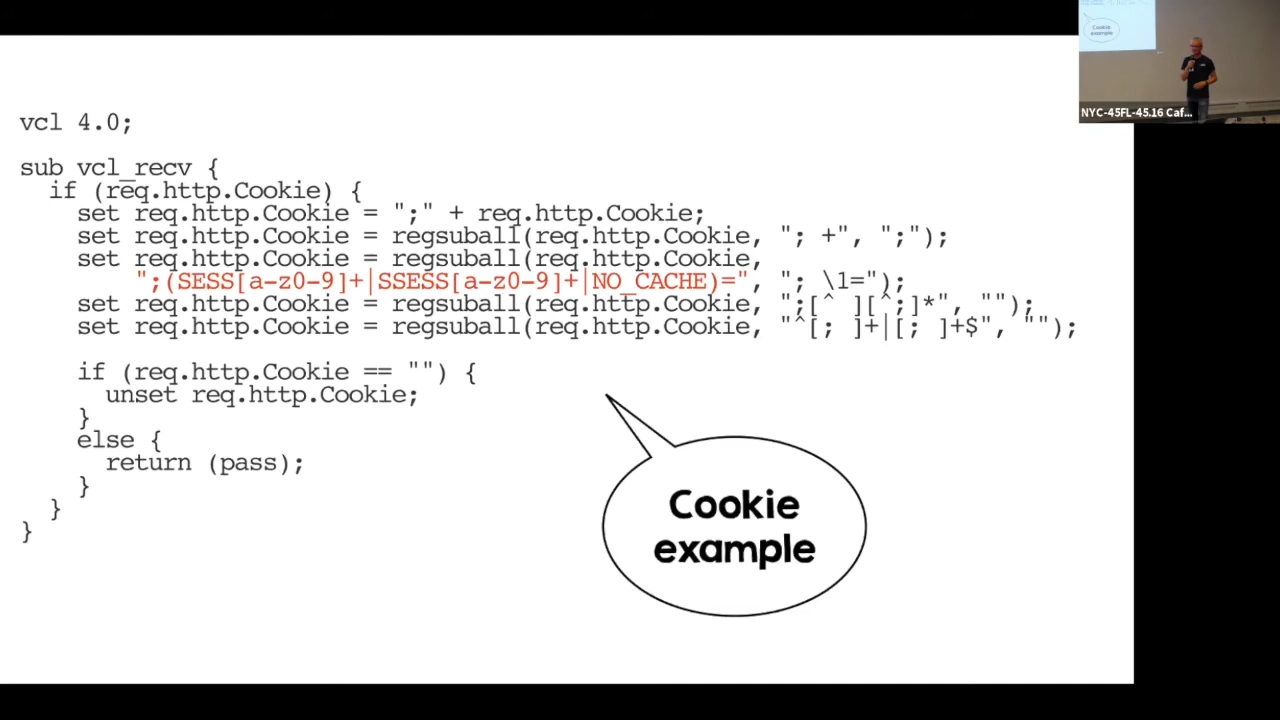 vcl 4.0;
sub vcl_recv {
if (req.http.Cookie) {
set req.http.Cookie = ";" + req.http.Cookie;
set req.http.Cookie = regsuball(req.http.Cookie, "; +", ";");
set req.http.Cookie = regsuball(req.http.Cookie,
";(SESS[a-z0-9]+|SSESS[a-z0-9]+|NO_CACHE)=", "; \1=");
set req.http.Cookie = regsuball(req.http.Cookie, ";[^ ][^;]*", "");
set req.http.Cookie = regsuball(req.http.Cookie, "^[; ]+|[; ]+$", "");
if (req.http.Cookie == "") {
unset req.http.Cookie;
}
else {
return (pass);
}
}
}
Cookie
example
Cookie
example
NYC-45FL-45.16 Caf...